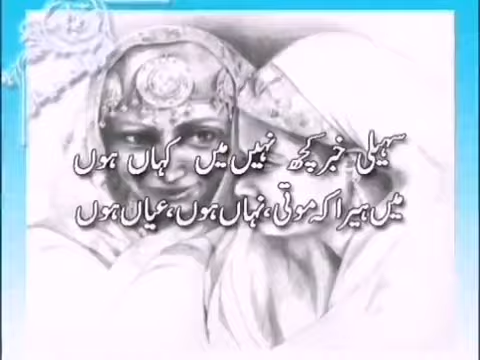 سہیلی خبر کچھ نہیں میں کہاں ہوں
میں ہیرا کہ موتی، نہاں ہوں، عیاں ہوں